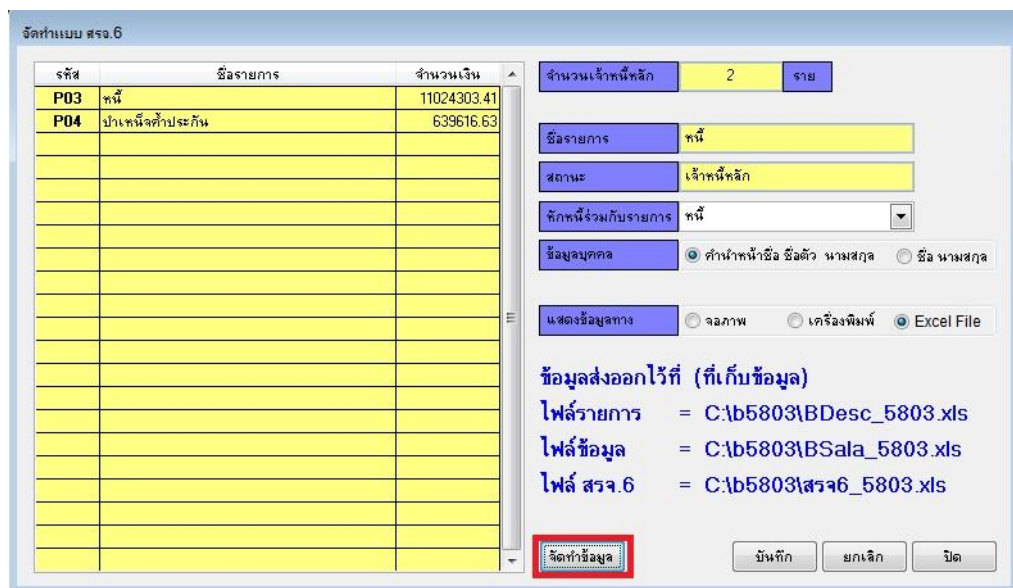 จัดทำแบบ สรจ.6
รหัส ชื่อรายการ จำนวนเงิน
P03 หนี้ 11024303.41
P04 บำเหน็จค้ำประกัน 639616.63
จำนวนเจ้าหนี้หลัก 2 ราย
ชื่อรายการ หนี้
สถานะ เจ้าหนี้หลัก
หักหนี้ร่วมกับรายการ หนี้
ข้อมูลบุคคล คำนำหน้าชื่อ ชื่อตัว นามสกุล ชื่อ นามสกุล
แสดงข้อมูลทาง จอภาพ เครื่องพิมพ์ Excel File
ข้อมูลส่งออกไว้ที่ (ที่เก็บข้อมูล)
ไฟล์รายการ = C:\b5803\BDesc_5803.xls
ไฟล์ข้อมูล = C:\b5803\BSala_5803.xls
ไฟล์ สรจ.6 = C:\b5803\สรจ6_5803.xls
จัดทำข้อมูล บันทึก ยกเลิก ปิด